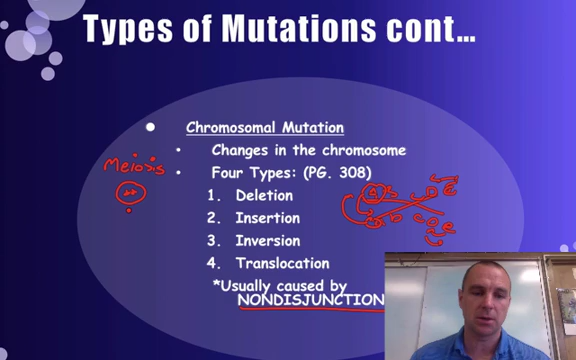 Types of Mutations cont...
Chromosomal Mutation
Meiosis
Changes in the chromosome
Four Types: (PG. 308)
1. Deletion
2. Insertion
3. Inversion
4. Translocation
*Usually caused by
NONDISJUNCTION